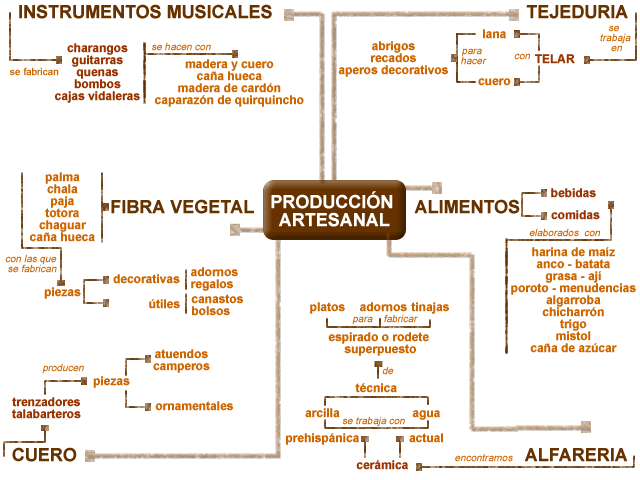 INSTRUMENTOS MUSICALES
se fabrican
charangos
guitarras
quenas
bombos
cajas vidaleras
se hacen con
madera y cuero
caña hueca
madera de cardón
caparazón de quirquincho
TEJEDURIA
se
trabaja
en
TELAR
con
lana
cuero
para
hacer
abrigos
recados
aperos decorativos
PRODUCCIÓN
ARTESANAL
FIBRA VEGETAL
palma
chala
paja
totora
chaguar
caña hueca
con las que
se fabrican
piezas
decorativas
adornos
regalos
útiles
canastos
bolsos
ALIMENTOS
bebidas
comidas
elaborados con
harina de maíz
anco - batata
grasa - ají
poroto - menudencias
algarroba
chicharrón
trigo
mistol
caña de azúcar
CUERO
trenzadores
talabarteros
producen
piezas
atuendos
camperos
ornamentales
ALFARERIA
encontramos
cerámica
prehispánica
actual
se trabaja con
arcilla
agua
técnica
de
espirado o rodete
superpuesto
para
fabricar
platos
adornos
tinajas